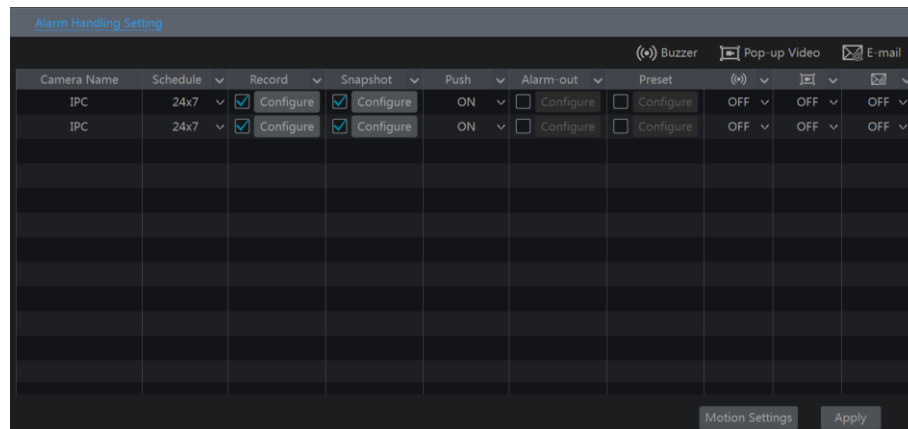 Alarm Handling Setting
Buzzer Pop-up Video E-mail
Camera Name Schedule Record Snapshot Push Alarm-out Preset
IPC 24x7 Configure Configure ON Configure Configure OFF OFF OFF
IPC 24x7 Configure Configure ON Configure Configure OFF OFF OFF
Motion Settings Apply